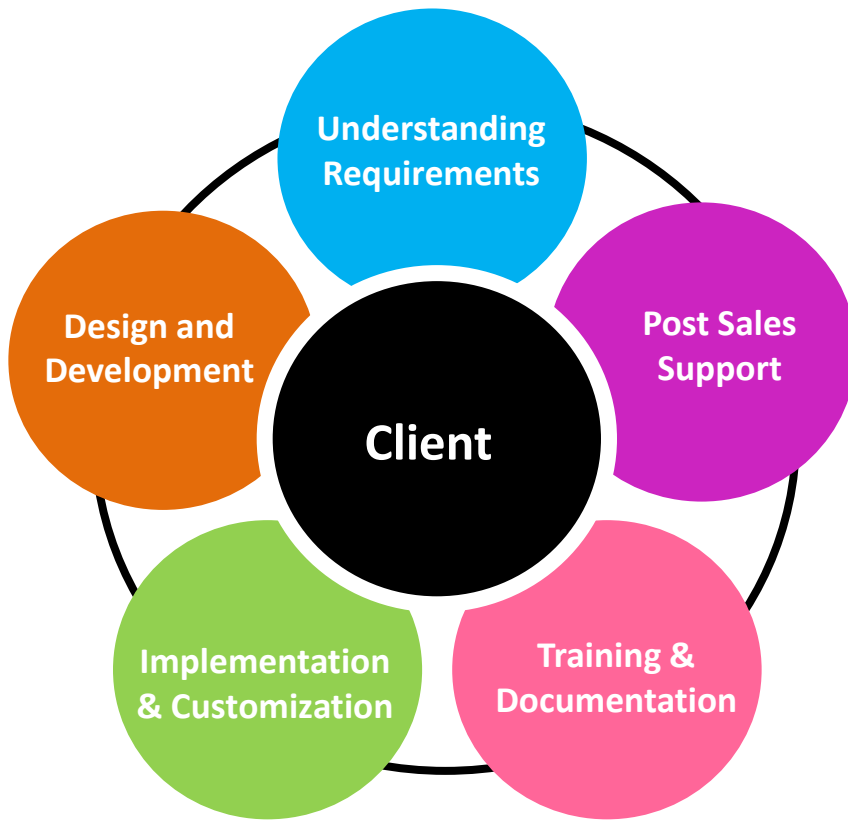 Understanding
Requirements
Design and
Development
Post Sales
Support
Client
Implementation
& Customization
Training &
Documentation